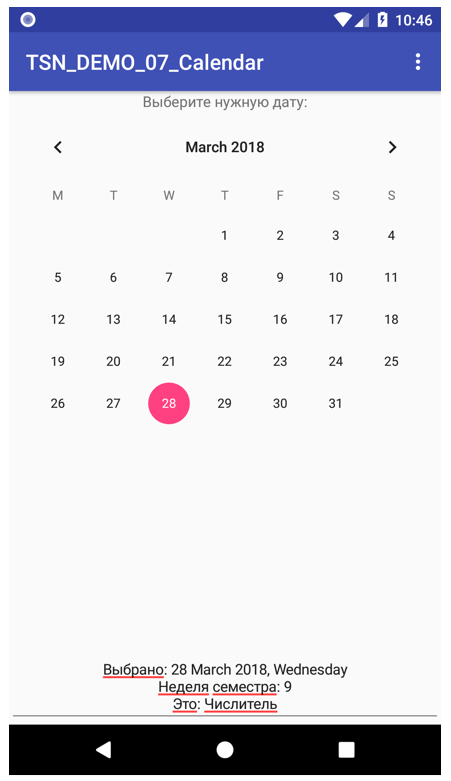 10:46
TSN_DEMO_07_Calendar
Выберите нужную дату:
March 2018
M T W T F S S
1 2 3 4
5 6 7 8 9 10 11
12 13 14 15 16 17 18
19 20 21 22 23 24 25
26 27 28 29 30 31
Выбрано: 28 March 2018, Wednesday
Неделя семестра: 9
Это: Числитель